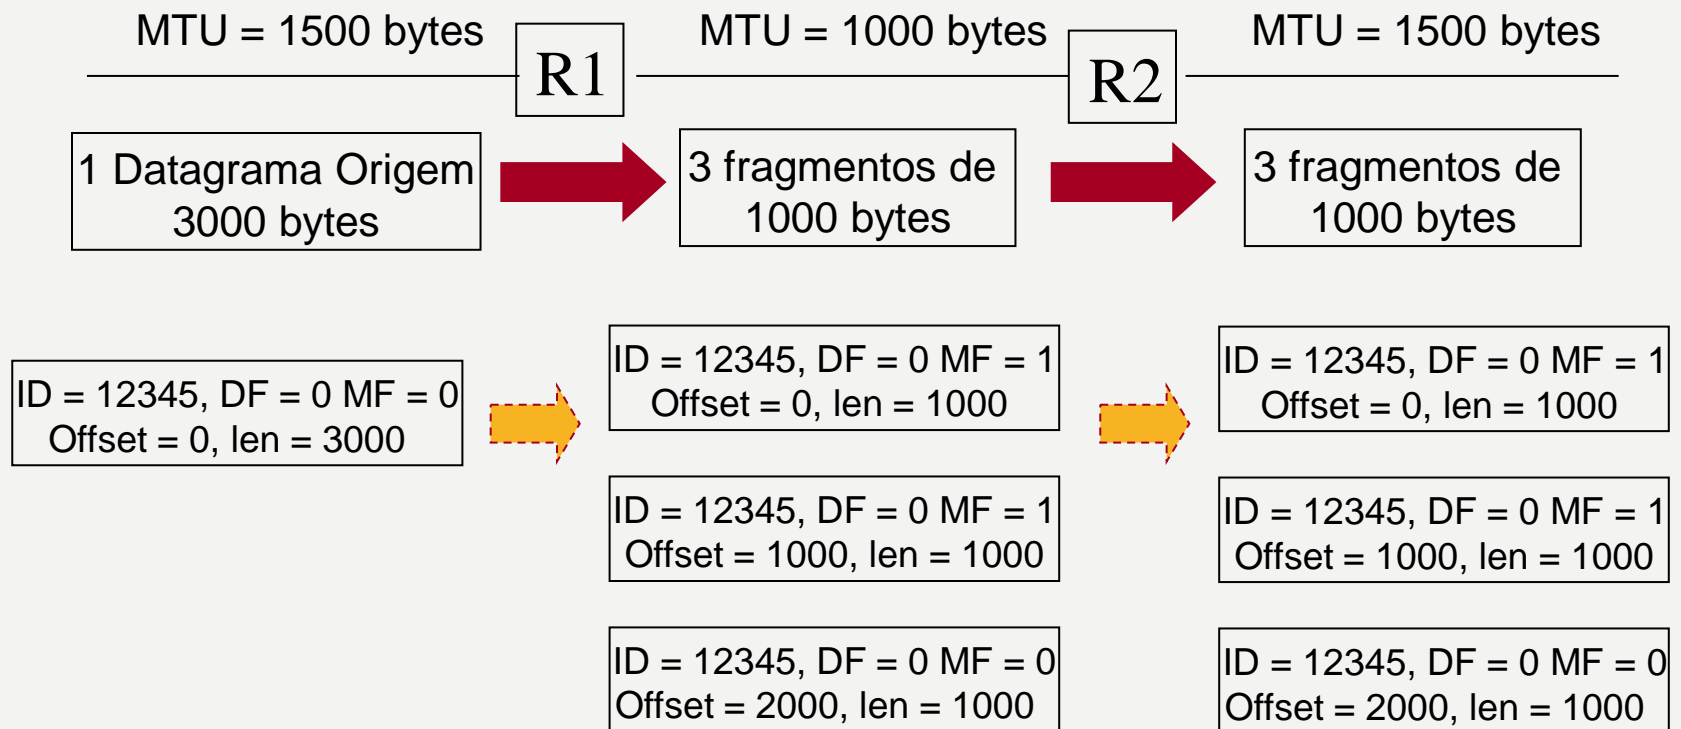 MTU = 1500 bytes
R1
MTU = 1000 bytes
R2
MTU = 1500 bytes
1 Datagrama Origem
3000 bytes
3 fragmentos de
1000 bytes
3 fragmentos de
1000 bytes
ID = 12345, DF = 0 MF = 0
Offset = 0, len = 3000
ID = 12345, DF = 0 MF = 1
Offset = 0, len = 1000
ID = 12345, DF = 0 MF = 1
Offset = 0, len = 1000
ID = 12345, DF = 0 MF = 1
Offset = 1000, len = 1000
ID = 12345, DF = 0 MF = 1
Offset = 1000, len = 1000
ID = 12345, DF = 0 MF = 0
Offset = 2000, len = 1000
ID = 12345, DF = 0 MF = 0
Offset = 2000, len = 1000